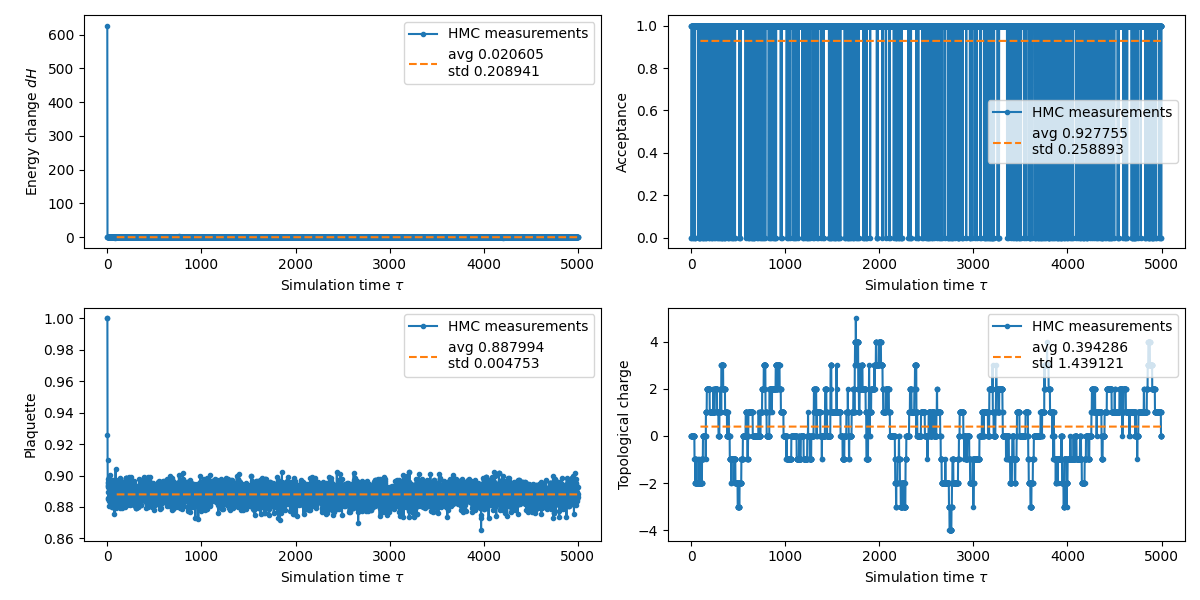 600
500
400
300
200
100
0
Energy change dH
0
1000
2000
3000
4000
5000
Simulation time τ
HMC measurements
avg 0.020605
std 0.208941
1.0
0.8
0.6
0.4
0.2
0.0
Acceptance
0
1000
2000
3000
4000
5000
Simulation time τ
HMC measurements
avg 0.927755
std 0.258893
1.00
0.98
0.96
0.94
0.92
0.90
0.88
0.86
Plaquette
0
1000
2000
3000
4000
5000
Simulation time τ
HMC measurements
avg 0.887994
std 0.004753
4
2
0
−2
−4
Topological charge
0
1000
2000
3000
4000
5000
Simulation time τ
HMC measurements
avg 0.394286
std 1.439121